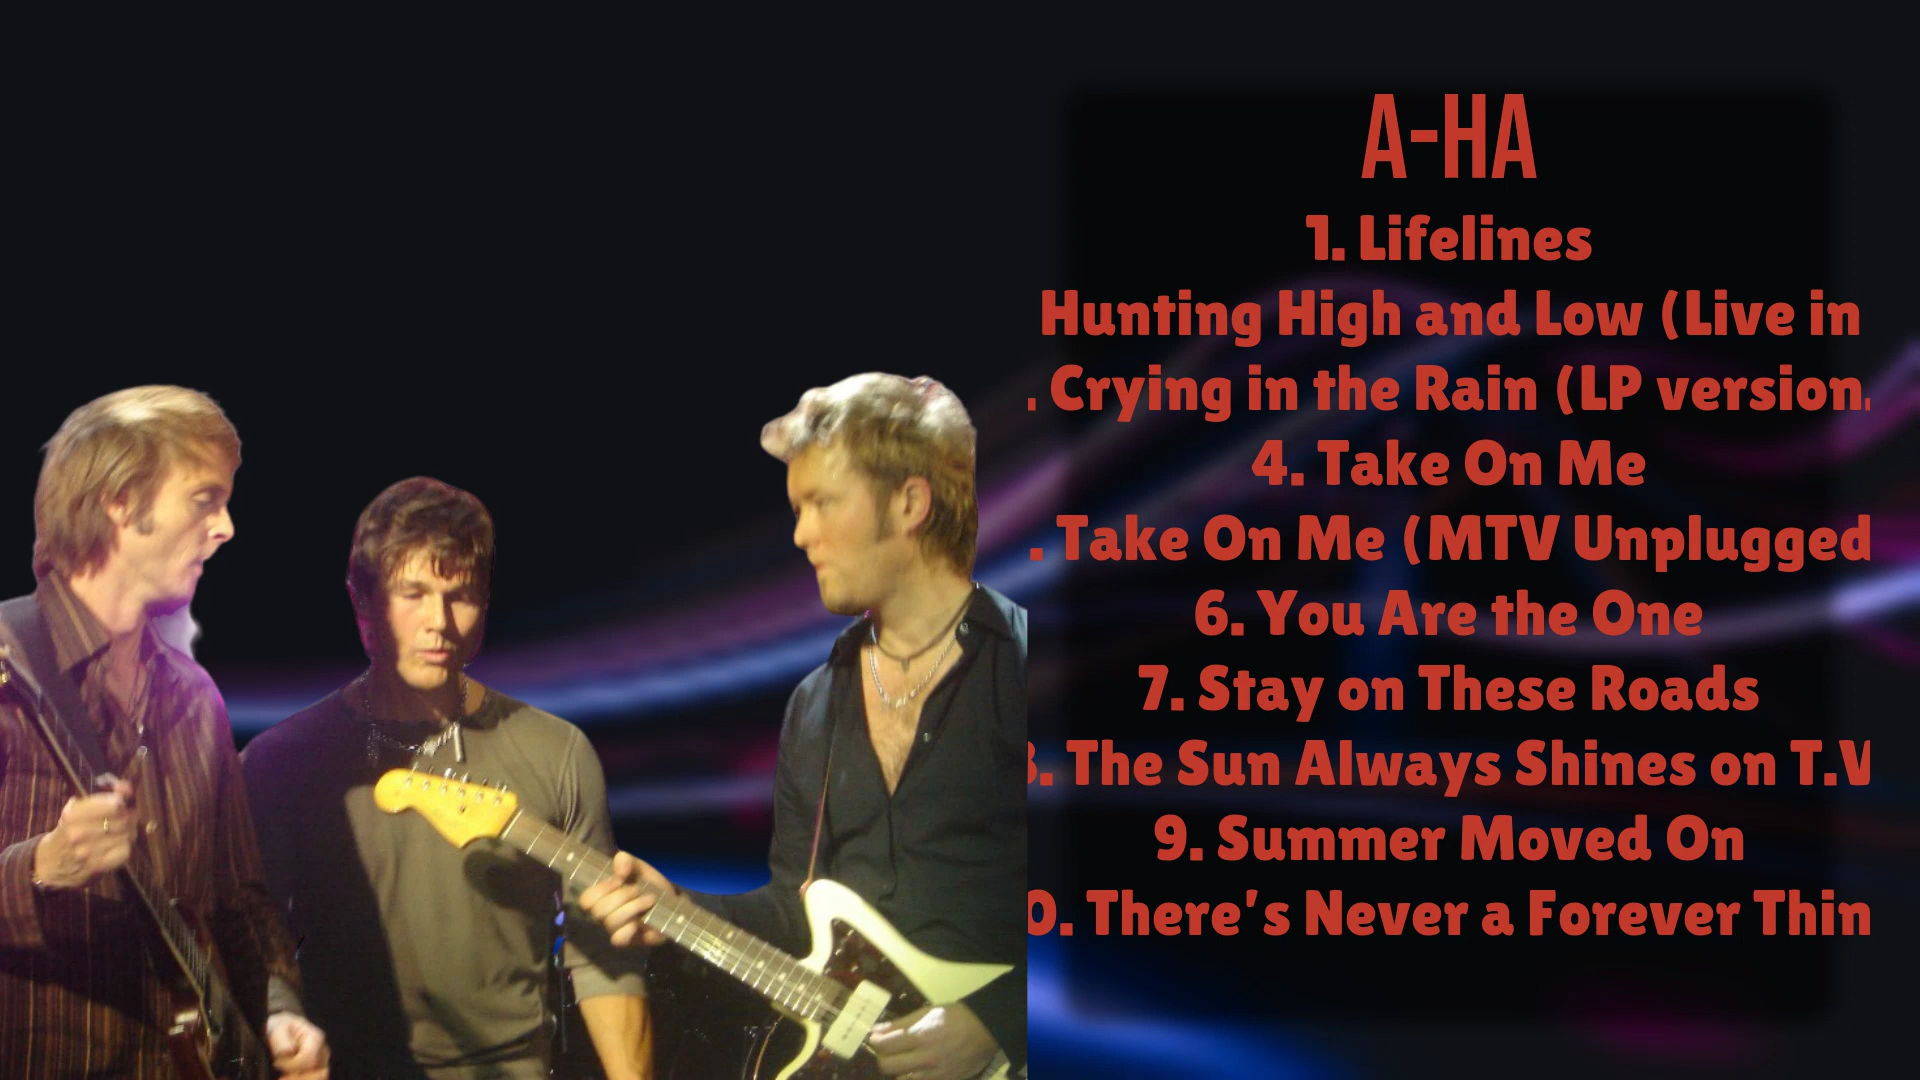 A-HA
1. Lifelines
Hunting High and Low (Live in
. Crying in the Rain (LP version.
4. Take On Me
. Take On Me (MTV Unplugged
6. You Are the One
7. Stay on These Roads
8. The Sun Always Shines on T.V
9. Summer Moved On
0. There's Never a Forever Thin